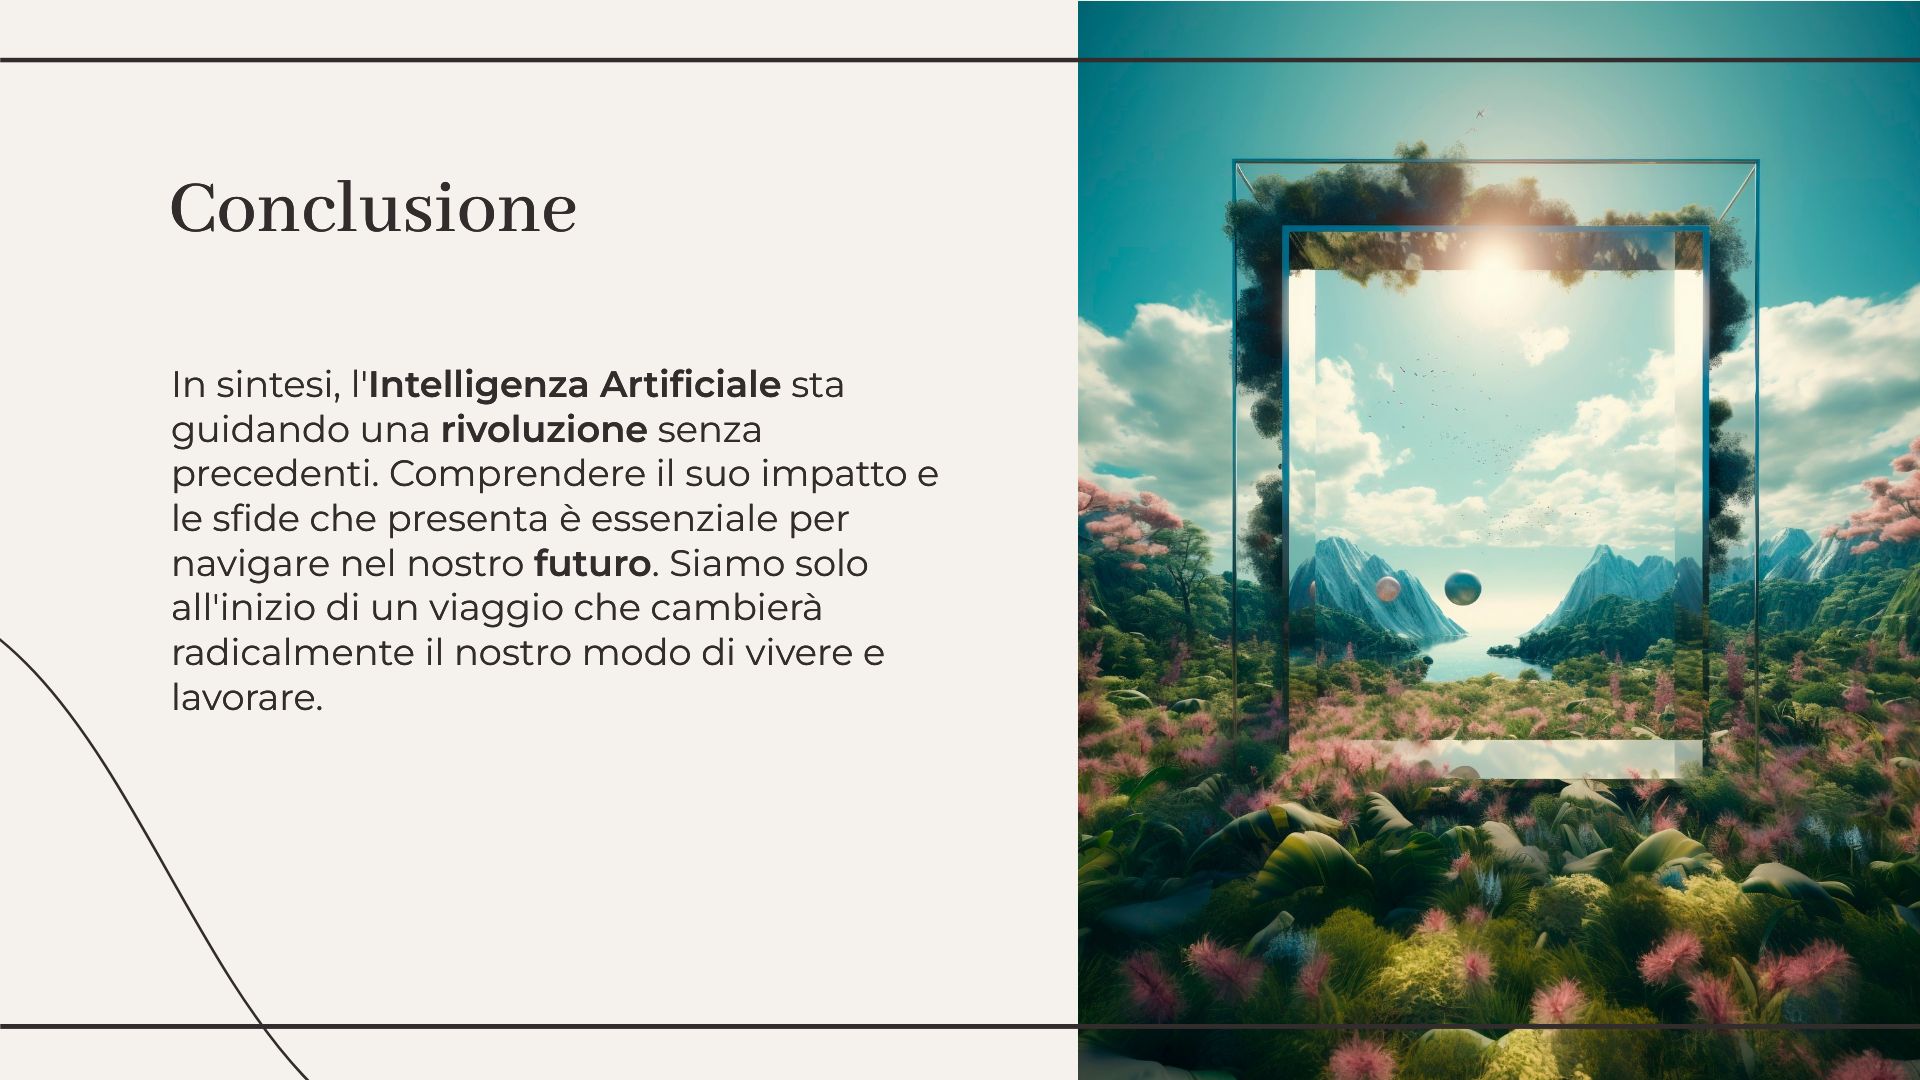 Conclusione
In sintesi, l'Intelligenza Artificiale sta
guidando una rivoluzione senza
precedenti. Comprendere il suo impatto e
le sfide che presenta è essenziale per
navigare nel nostro futuro. Siamo solo
all'inizio di un viaggio che cambierà
radicalmente il nostro modo di vivere e
lavorare.